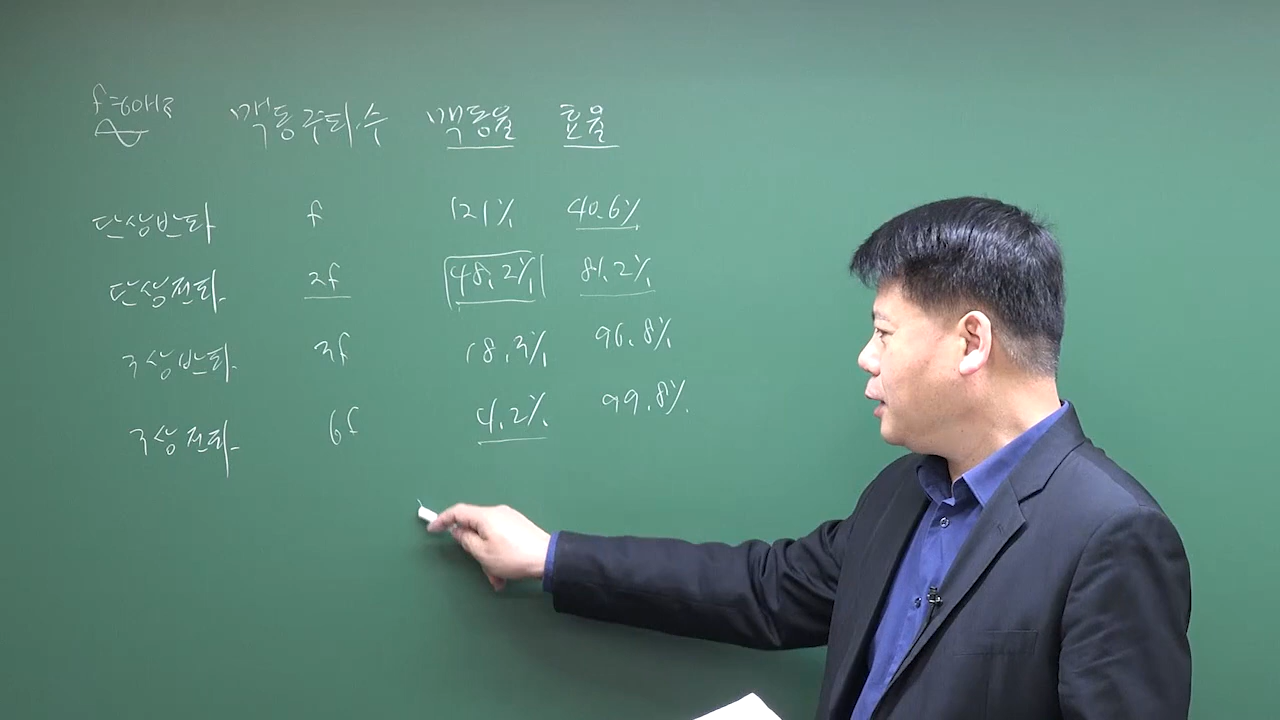 f=60Hz 맥동주파수 맥동율 효율
단상반파 f 121% 40.6%
단상전파 2f 48.2% 81.2%
3상반파 3f 18.3% 96.8%
3상전파 6f 4.2% 99.8%